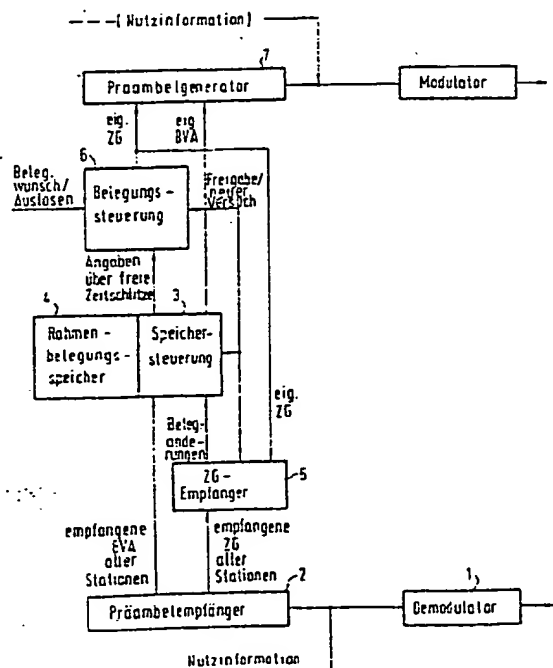 (Nutzinformation)
7
Präambelgenerator
Modulator
eig.
ZG
eig
BVA
6
Beleg.
wunsch/
Auslösen
Belegungs-
steuerung
Freigabe/
neuer
Versuch
Angaben
über freie
Zeitschlitze
4
3
Rahmen-
belegungs-
speicher
Speicher-
steuerung
eig.
ZG
Beleg-
änderungen
ZG-
Empfänger
5
empfangene
BVA
aller
Stationen
empfangene
ZG
aller
Stationen
2
1
Präambelempfänger
Demodulator
Nutzinformation